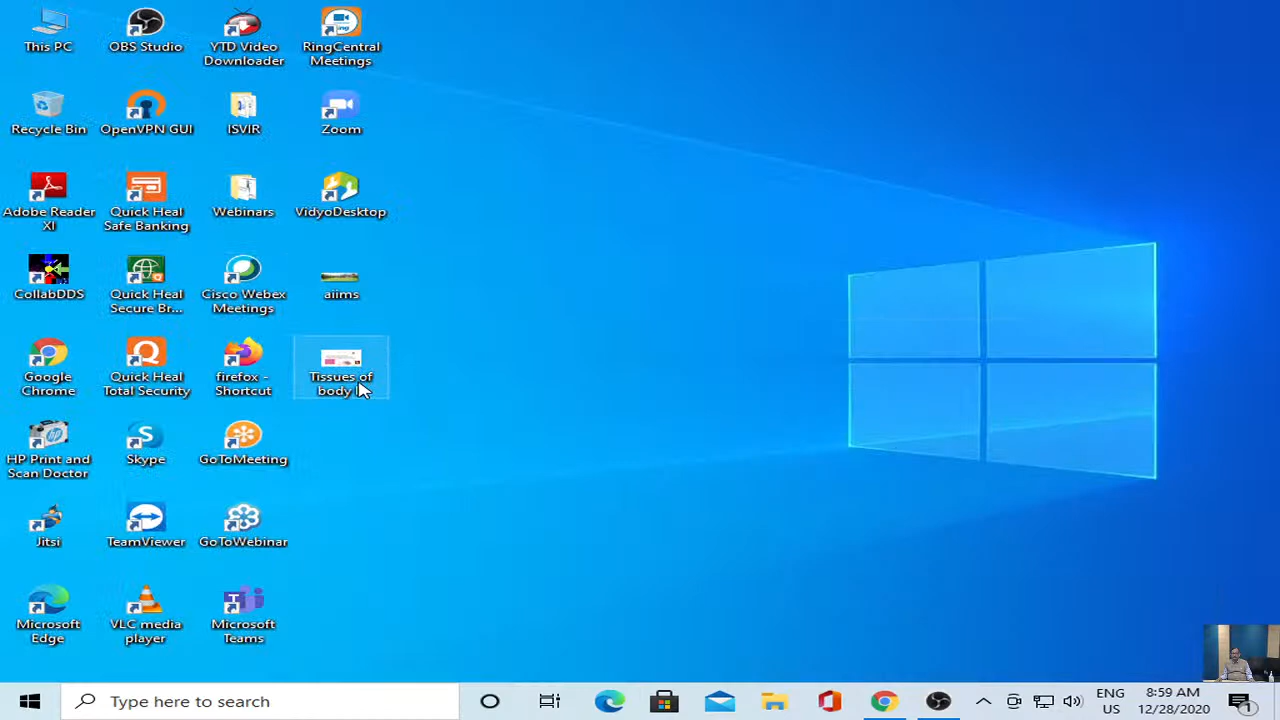 This PC
OBS Studio
YTD Video
Downloader
RingCentral
Meetings
Recycle Bin
OpenVPN GUI
ISVIR
Zoom
Adobe Reader
XI
Quick Heal
Safe Banking
Webinars
VidyoDesktop
CollabDDS
Quick Heal
Secure Br...
Cisco Webex
Meetings
aiims
Google
Chrome
Quick Heal
Total Security
firefox -
Shortcut
Tissues of
body
HP Print and
Scan Doctor
Skype
GoToMeeting
Jitsi
TeamViewer
GoToWebinar
Microsoft
Edge
VLC media
player
Microsoft
Teams
Type here to search
ENG
US
8:59 AM
12/28/2020
1